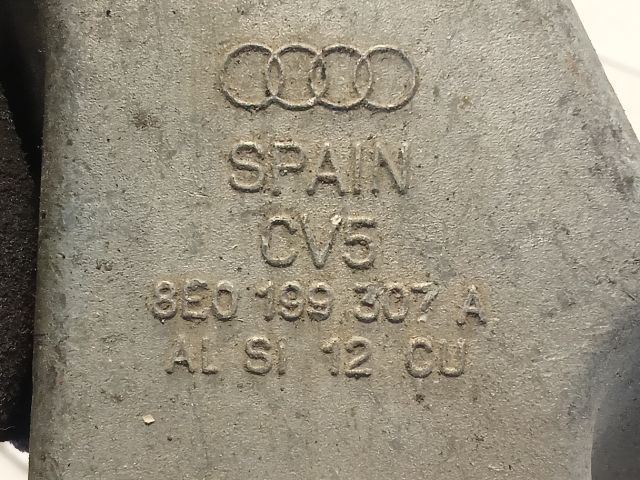 SPAIN
CV5
8E0 199 307 A
AL SI 12 CU